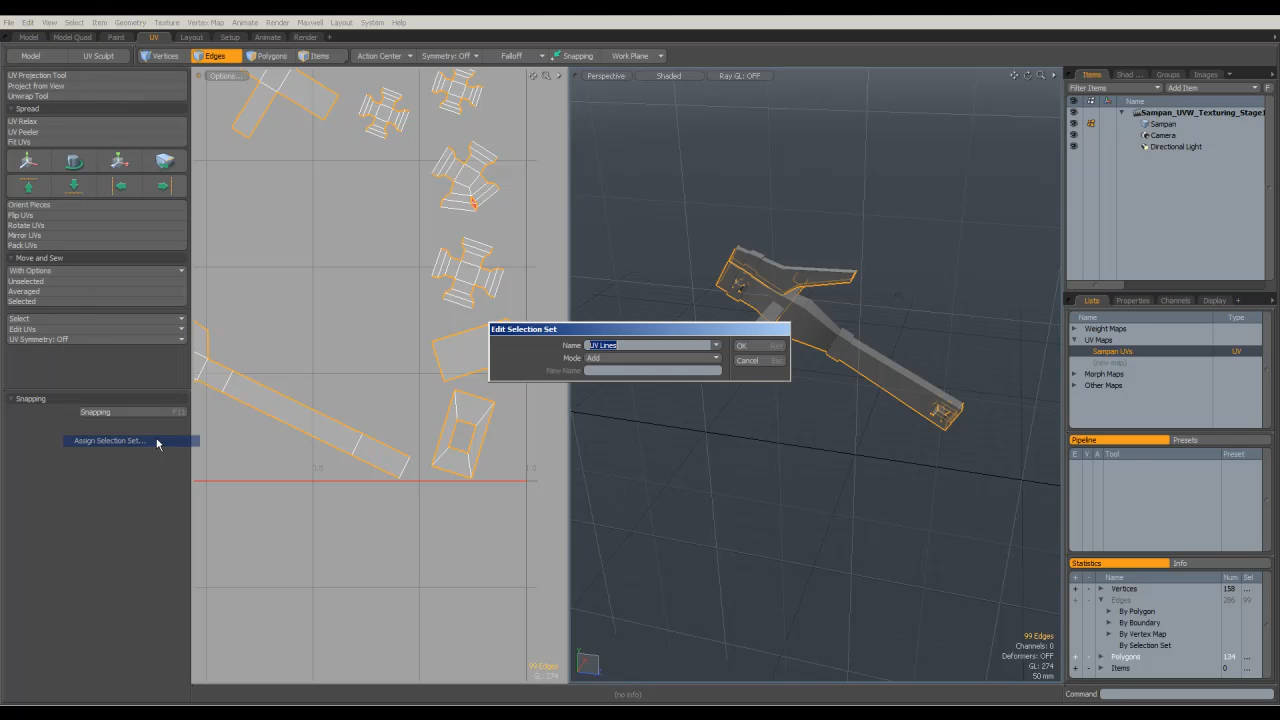 File Edit View Select Item Geometry Texture Vertex Map Animate Render Maxwell Layout System Help
Model Model Quad Paint UV Layout Setup Animate Render +
Model UV Sculpt Vertices Edges Polygons Items Action Center Symmetry: Off Falloff Snapping Work Plane
UV Projection Tool
Project from View
Unwrap Tool
Spread
UV Relax
UV Peeler
Fit UVs
Orient Pieces
Flip UVs
Rotate UVs
Mirror UVs
Pack UVs
Move and Sew
With Options
Unselected
Averaged
Selected
Select
Edit UVs
UV Symmetry: Off
Snapping
Snapping F11
Assign Selection Set...
Options...
1.0
99 Edges
GL: 274
Perspective Shaded Ray GL: OFF
Edit Selection Set
Name UV Lines
Mode Add
New Name
OK
Cancel Esc
99 Edges
Channels: 0
Deformers: OFF
GL: 274
50 mm
(no info)
Items Shad ... Groups Images
Filter Items Add Item F
Name
Sampan_UVW_Texturing_Stage1
Sampan
Camera
Directional Light
Lists Properties Channels Display +
Name Type
Weight Maps
UV Maps
Sampan UVs UV
(new map)
Morph Maps
Other Maps
Pipeline Presets
E V A Tool Preset
Statistics Info
+ - Name Num Sel
+ - Vertices 158 ...
+ - Edges 286 99
By Polygon
By Boundary
By Vertex Map
By Selection Set
+ - Polygons 134 ...
+ - Items 0 ...
Command